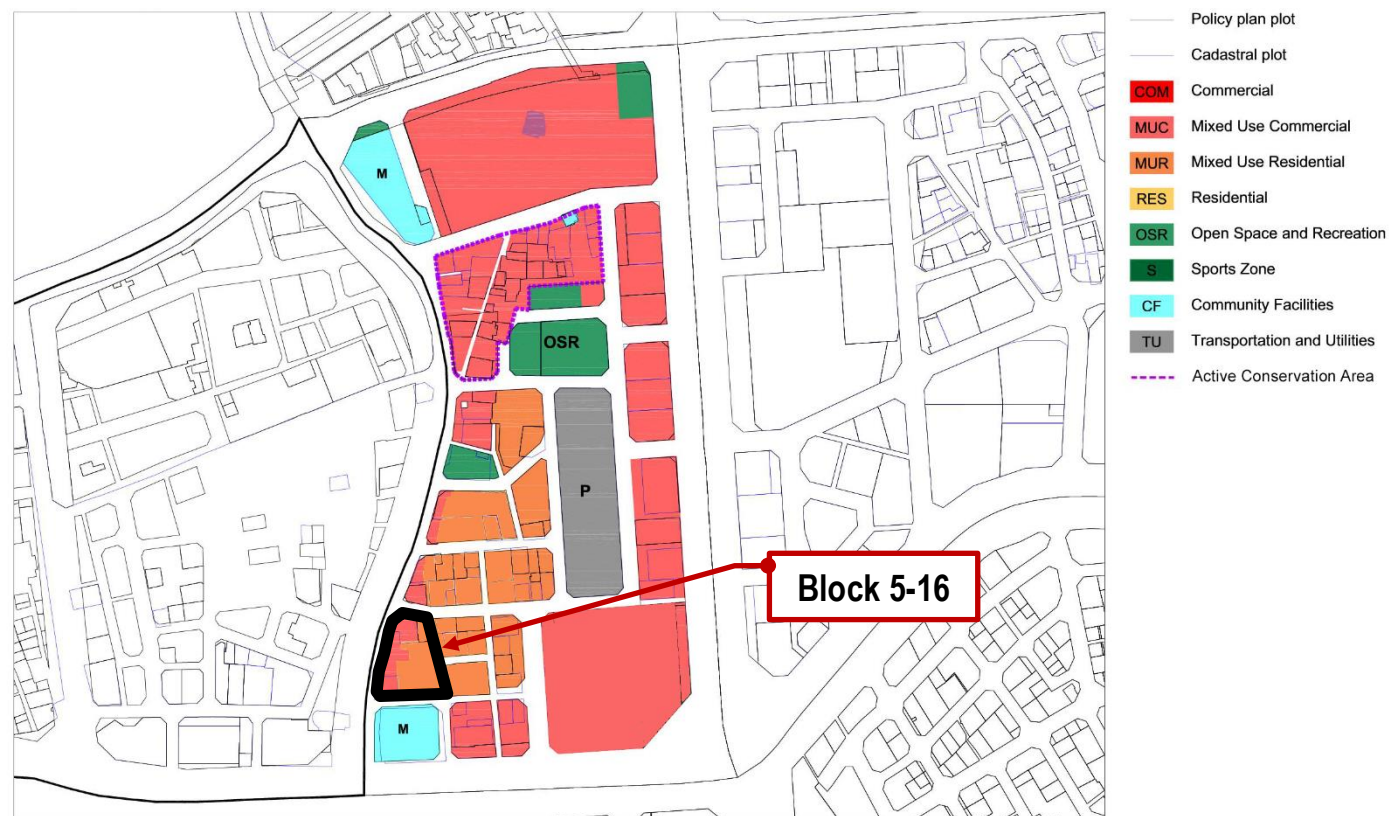 M
OSR
P
M
Block 5-16
Policy plan plot
Cadastral plot
COM Commercial
MUC Mixed Use Commercial
MUR Mixed Use Residential
RES Residential
OSR Open Space and Recreation
S Sports Zone
CF Community Facilities
TU Transportation and Utilities
Active Conservation Area